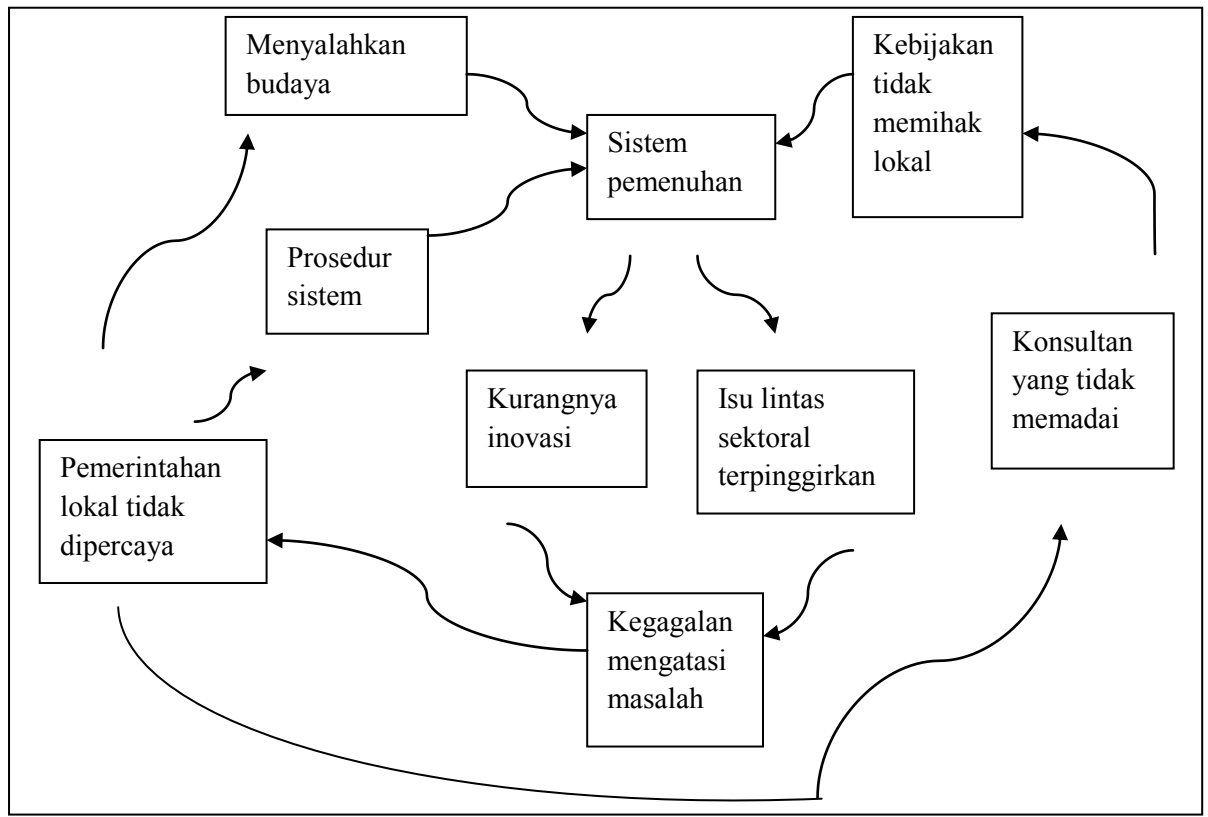 Menyalahkan
budaya
Kebijakan
tidak
memihak
lokal
Sistem
pemenuhan
Prosedur
sistem
Konsultan
yang tidak
memadai
Kurangnya
inovasi
Isu lintas
sektoral
terpinggirkan
Pemerintahan
lokal tidak
dipercaya
Kegagalan
mengatasi
masalah